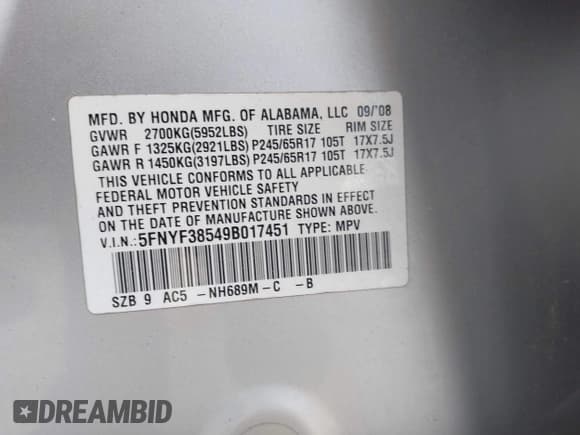 MFD. BY HONDA MFG. OF ALABAMA, LLC 09/'08
GVWR 2700KG(5952LBS) TIRE SIZE RIM SIZE
GAWR F 1325KG(2921LBS) P245/65R17 105T 17X7.5J
GAWR R 1450KG(3197LBS) P245/65R17 105T 17X7.5J
THIS VEHICLE CONFORMS TO ALL APPLICABLE
FEDERAL MOTOR VEHICLE SAFETY
AND THEFT PREVENTION STANDARDS IN EFFECT
ON THE DATE OF MANUFACTURE SHOWN ABOVE.
V.I.N.:5FNYF38549B017451 TYPE: MPV
SZB 9 AC5 -NH689M-C -B
DREAMBID